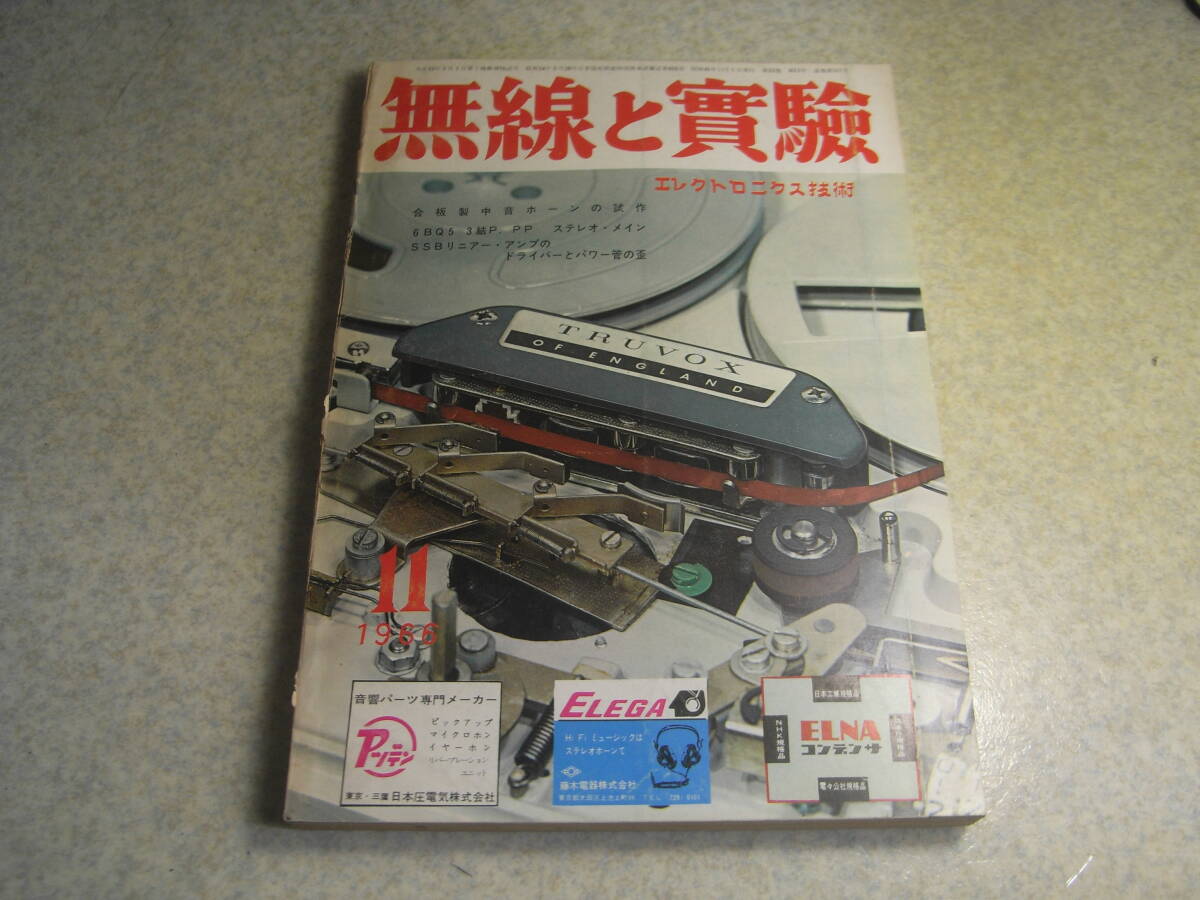 無線と實驗
エレクトロニクス技術
合板製中音ホーンの試作
6BQ5 3結P.PP ステレオ・メイン
SSBリニアー・アンプの
ドライバーとパワー管の歪
TRUVOX
OF ENGLAND
11
1966
音響パーツ専門メーカー
アシデン
ピックアップ
マイクロホン
イヤーホン
リバーブレーション
ユニット
東京・三鷹 日本圧電気株式会社
ELEGA
Hi Fi ミュージックは
ステレオホーンで
藤木電器株式会社
日本工業規格品
NHK規格品
ELNA
コンデンサ
電々公社規格品